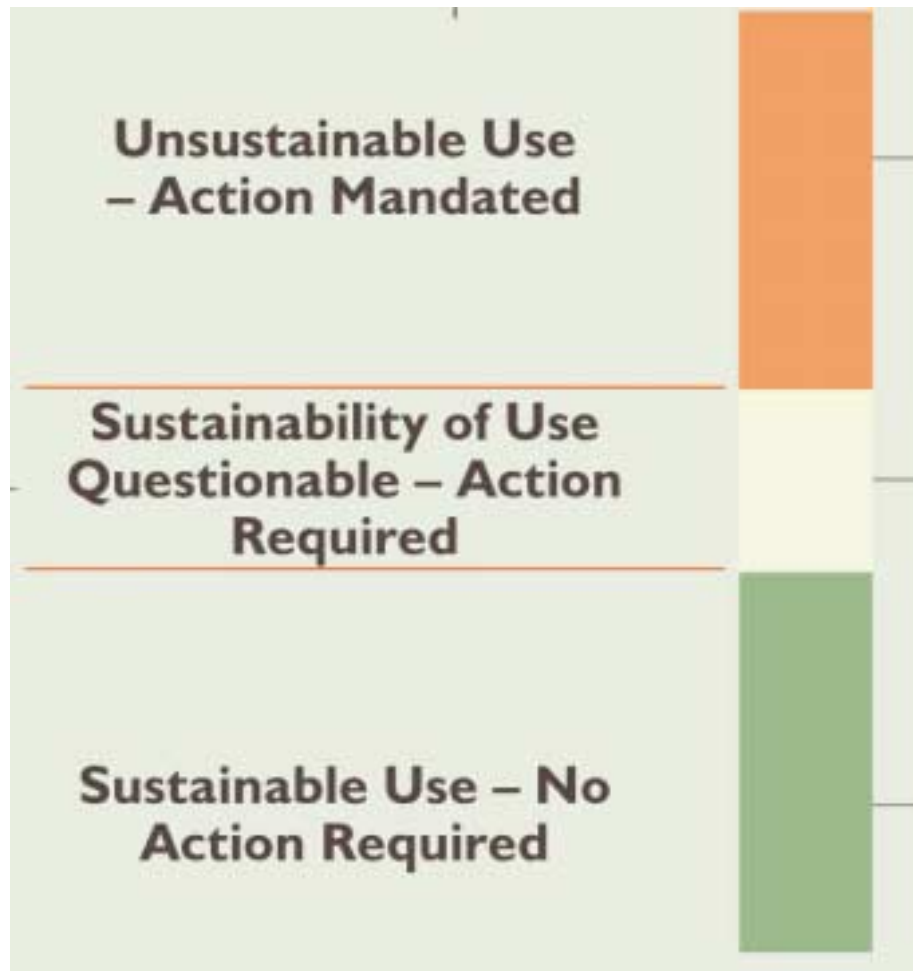 Unsustainable Use
– Action Mandated
Sustainability of Use
Questionable – Action
Required
Sustainable Use – No
Action Required